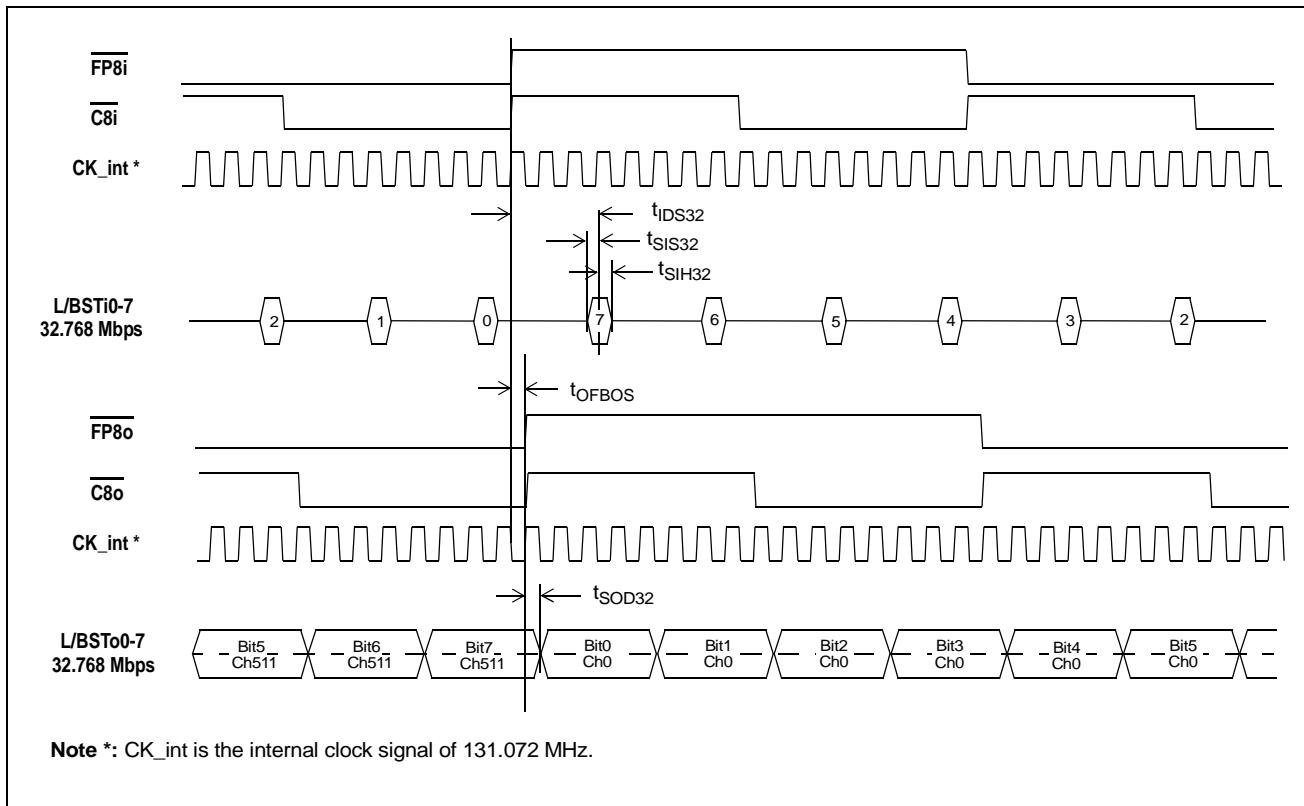 FP8i
C8i
CK_int *
tIDS32
tSIS32
tSIH32
L/BSTi0-7
32.768 Mbps
2 1 0 7 6 5 4 3 2
tOFBOS
FP8o
C8o
CK_int *
tSOD32
L/BSTo0-7
32.768 Mbps
Bit5 Bit6 Bit7 Bit0 Bit1 Bit2 Bit3 Bit4 Bit5
Ch511 Ch511 Ch511 Ch0 Ch0 Ch0 Ch0 Ch0 Ch0
Note *: CK_int is the internal clock signal of 131.072 MHz.